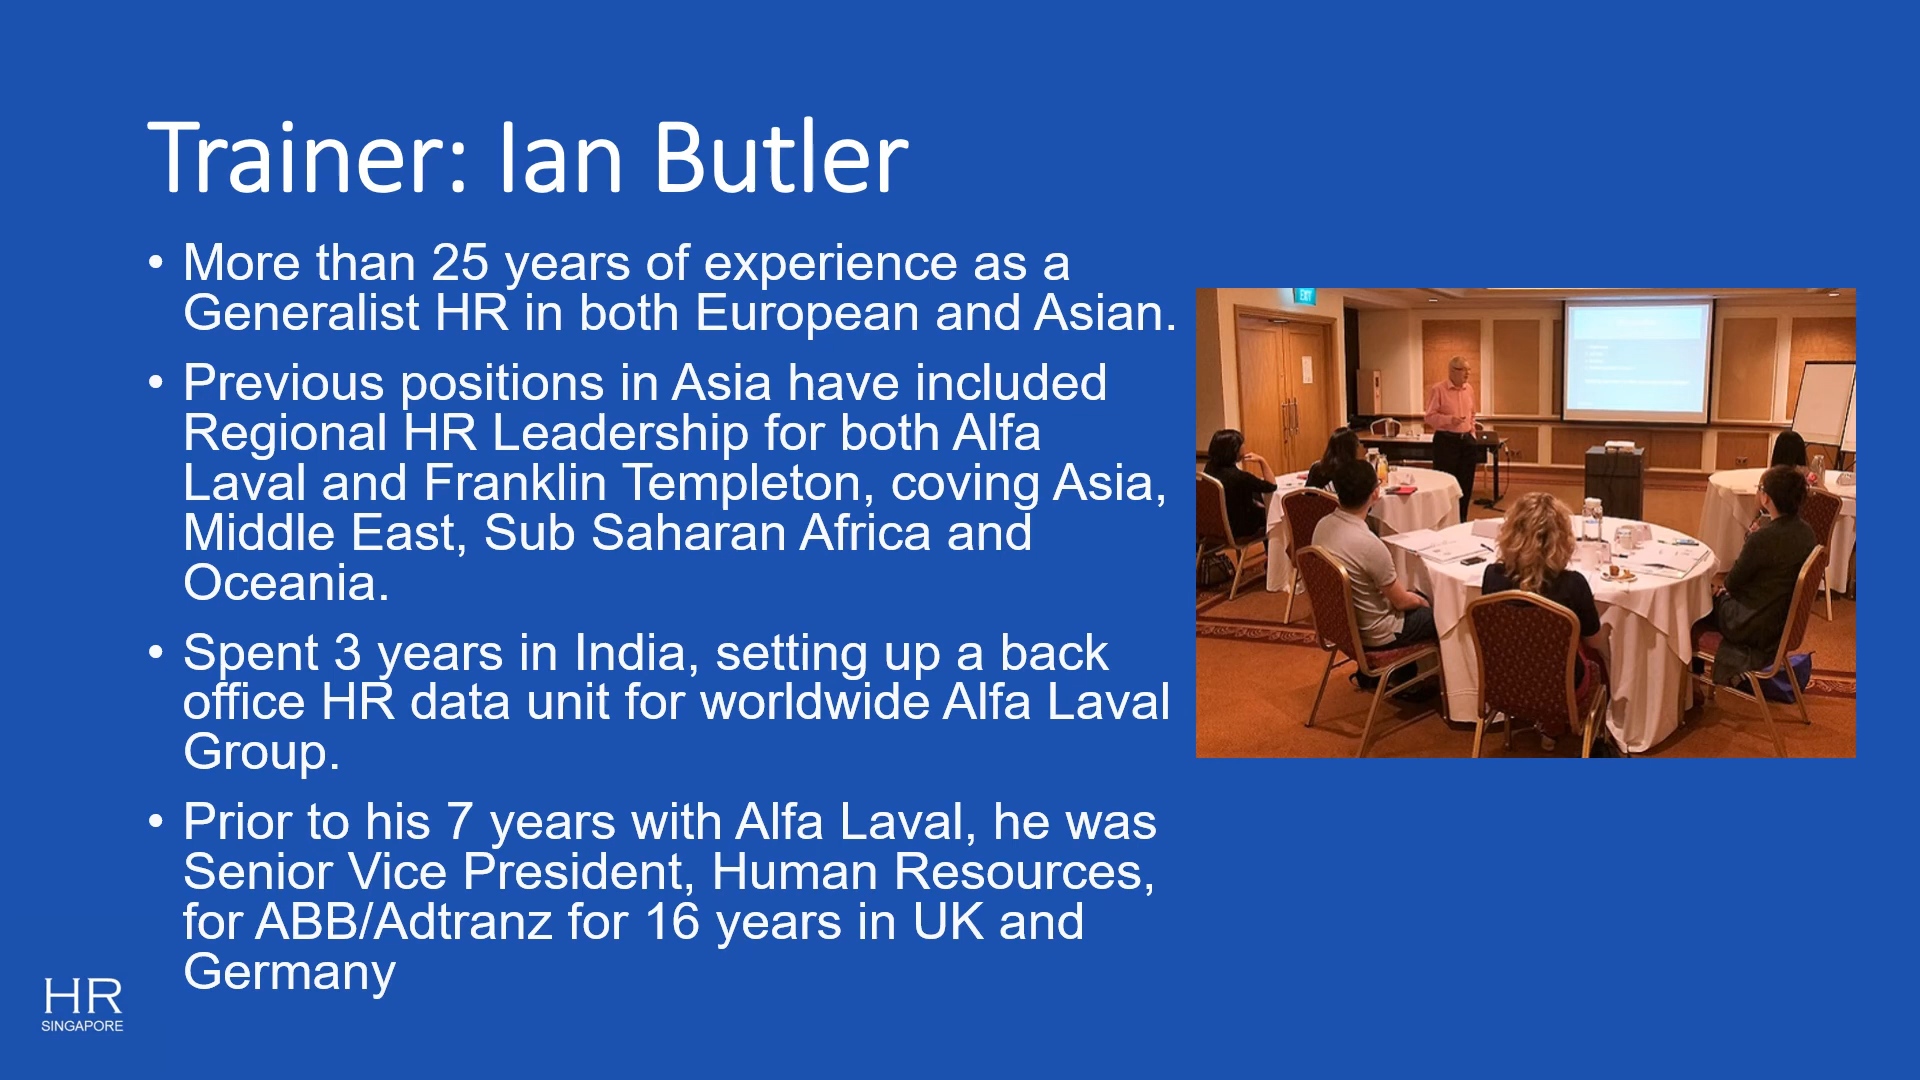 Trainer: Ian Butler
• More than 25 years of experience as a
Generalist HR in both European and Asian.
• Previous positions in Asia have included
Regional HR Leadership for both Alfa
Laval and Franklin Templeton, coving Asia,
Middle East, Sub Saharan Africa and
Oceania.
• Spent 3 years in India, setting up a back
office HR data unit for worldwide Alfa Laval
Group.
• Prior to his 7 years with Alfa Laval, he was
Senior Vice President, Human Resources,
for ABB/Adtranz for 16 years in UK and
Germany
EXIT
HR
SINGAPORE